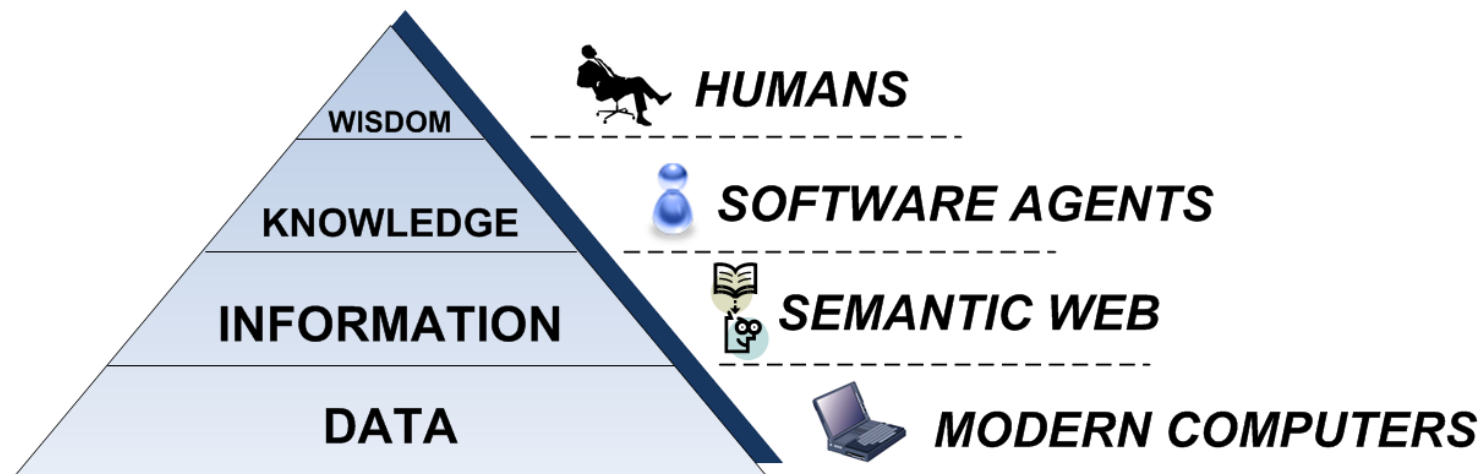 WISDOM
HUMANS
KNOWLEDGE
SOFTWARE AGENTS
INFORMATION
SEMANTIC WEB
DATA
MODERN COMPUTERS